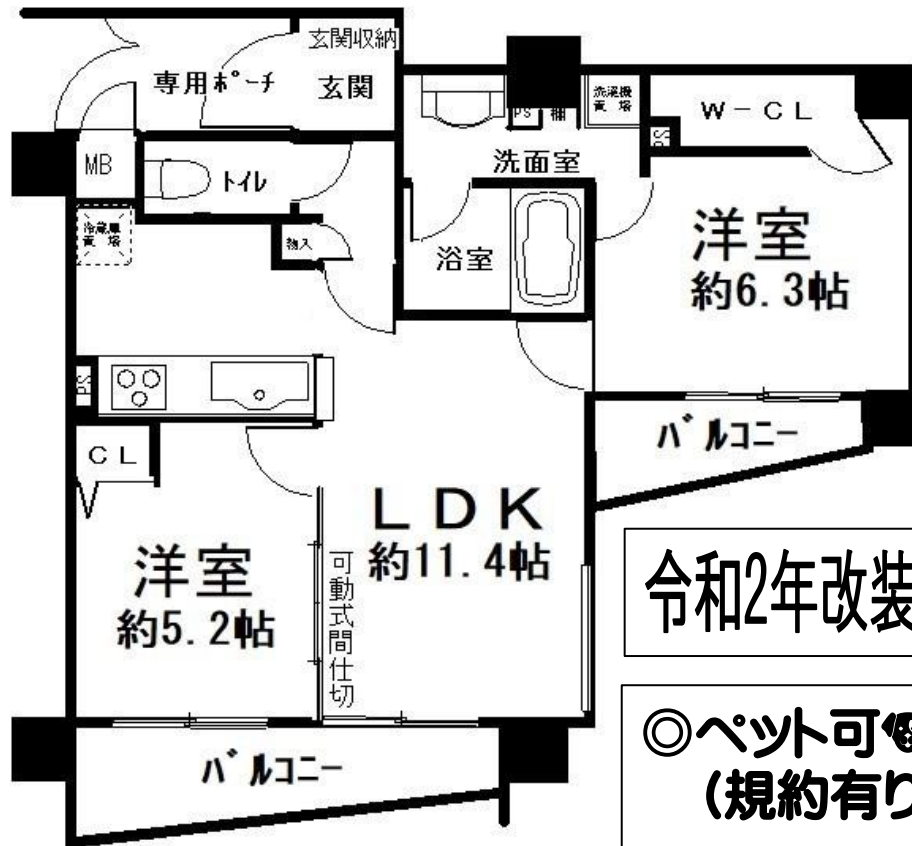 玄関収納
専用ポーチ
玄関
MB
トイレ
冷蔵庫
置場
物入
PS
棚
洗濯機
置場
洗面室
浴室
PS
W-CL
洋室
約6.3帖
バルコニー
PS
CL
洋室
約5.2帖
可動式間仕切
LDK
約11.4帖
バルコニー
令和2年改装
◎ペット可
(規約有り